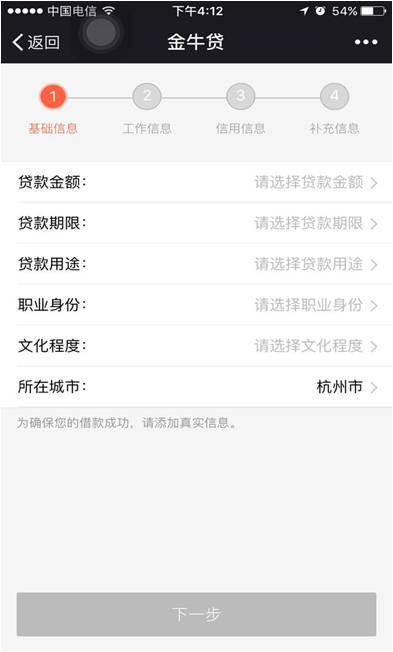 中国电信 下午4:12 54%
返回 金牛贷
1 2 3 4
基础信息 工作信息 信用信息 补充信息
贷款金额： 请选择贷款金额
贷款期限： 请选择贷款期限
贷款用途： 请选择贷款用途
职业身份： 请选择职业身份
文化程度： 请选择文化程度
所在城市： 杭州市
为确保您的借款成功，请添加真实信息。
下一步